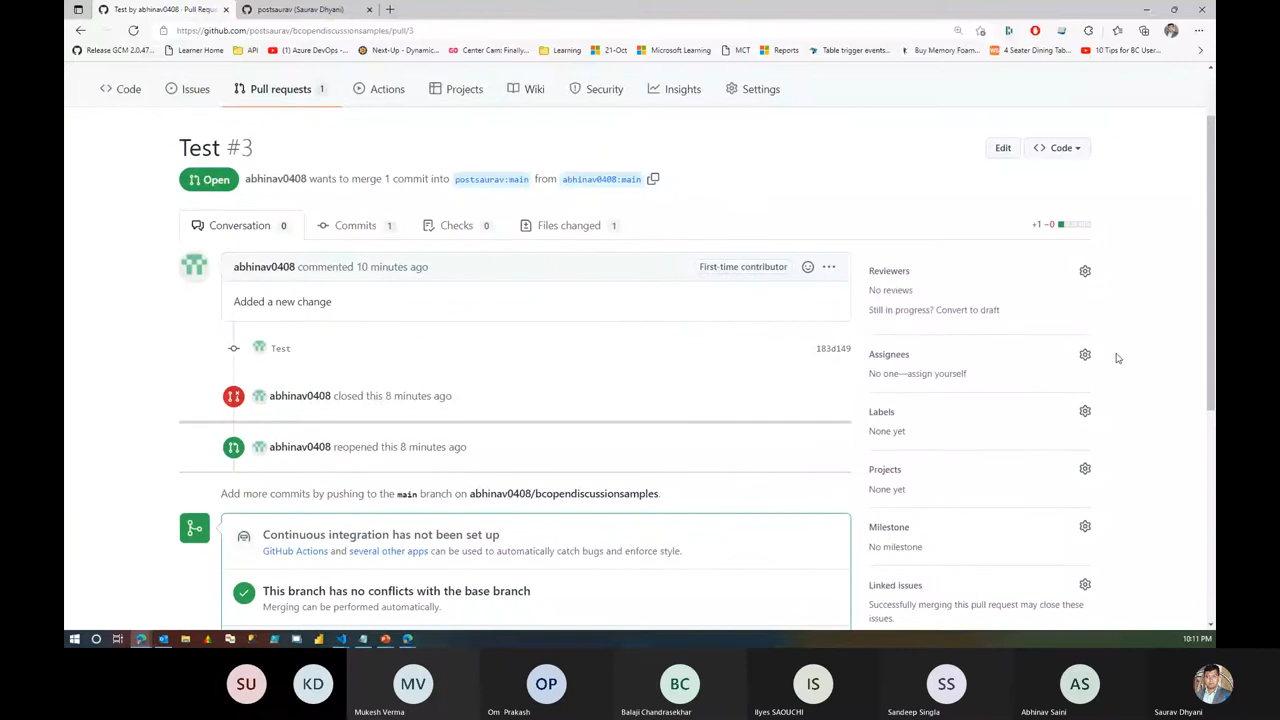 Test by abhinav0408 · Pull Reque
postsaurav (Saurav Dhyani)
https://github.com/postsaurav/bcopendiscussionsamples/pull/3
Release GCM 2.0.47...
Learner Home
API
(1) Azure DevOps -...
Next-Up - Dynamic...
Center Cam: Finally...
Learning
21-Oct
Microsoft Learning
MCT
Reports
Table trigger events...
Buy Memory Foam...
4 Seater Dining Tab...
10 Tips for BC User...
Code
Issues
Pull requests 1
Actions
Projects
Wiki
Security
Insights
Settings
Test #3
Edit
<> Code
Open
abhinav0408 wants to merge 1 commit into postsaurav:main from abhinav0408:main
Conversation 0
Commits 1
Checks 0
Files changed 1
+1 −0
abhinav0408 commented 10 minutes ago
First-time contributor
Added a new change
Test
183d149
abhinav0408 closed this 8 minutes ago
abhinav0408 reopened this 8 minutes ago
Add more commits by pushing to the main branch on abhinav0408/bcopendiscussionsamples.
Continuous integration has not been set up
GitHub Actions and several other apps can be used to automatically catch bugs and enforce style.
This branch has no conflicts with the base branch
Merging can be performed automatically.
Reviewers
No reviews
Still in progress? Convert to draft
Assignees
No one—assign yourself
Labels
None yet
Projects
None yet
Milestone
No milestone
Linked issues
Successfully merging this pull request may close these
issues.
10:11 PM
SU
KD
MV
OP
BC
IS
SS
AS
Mukesh Verma
Om Prakash
Balaji Chandrasekhar
Ilyes SAOUCHI
Sandeep Singla
Abhinav Saini
Saurav Dhyani